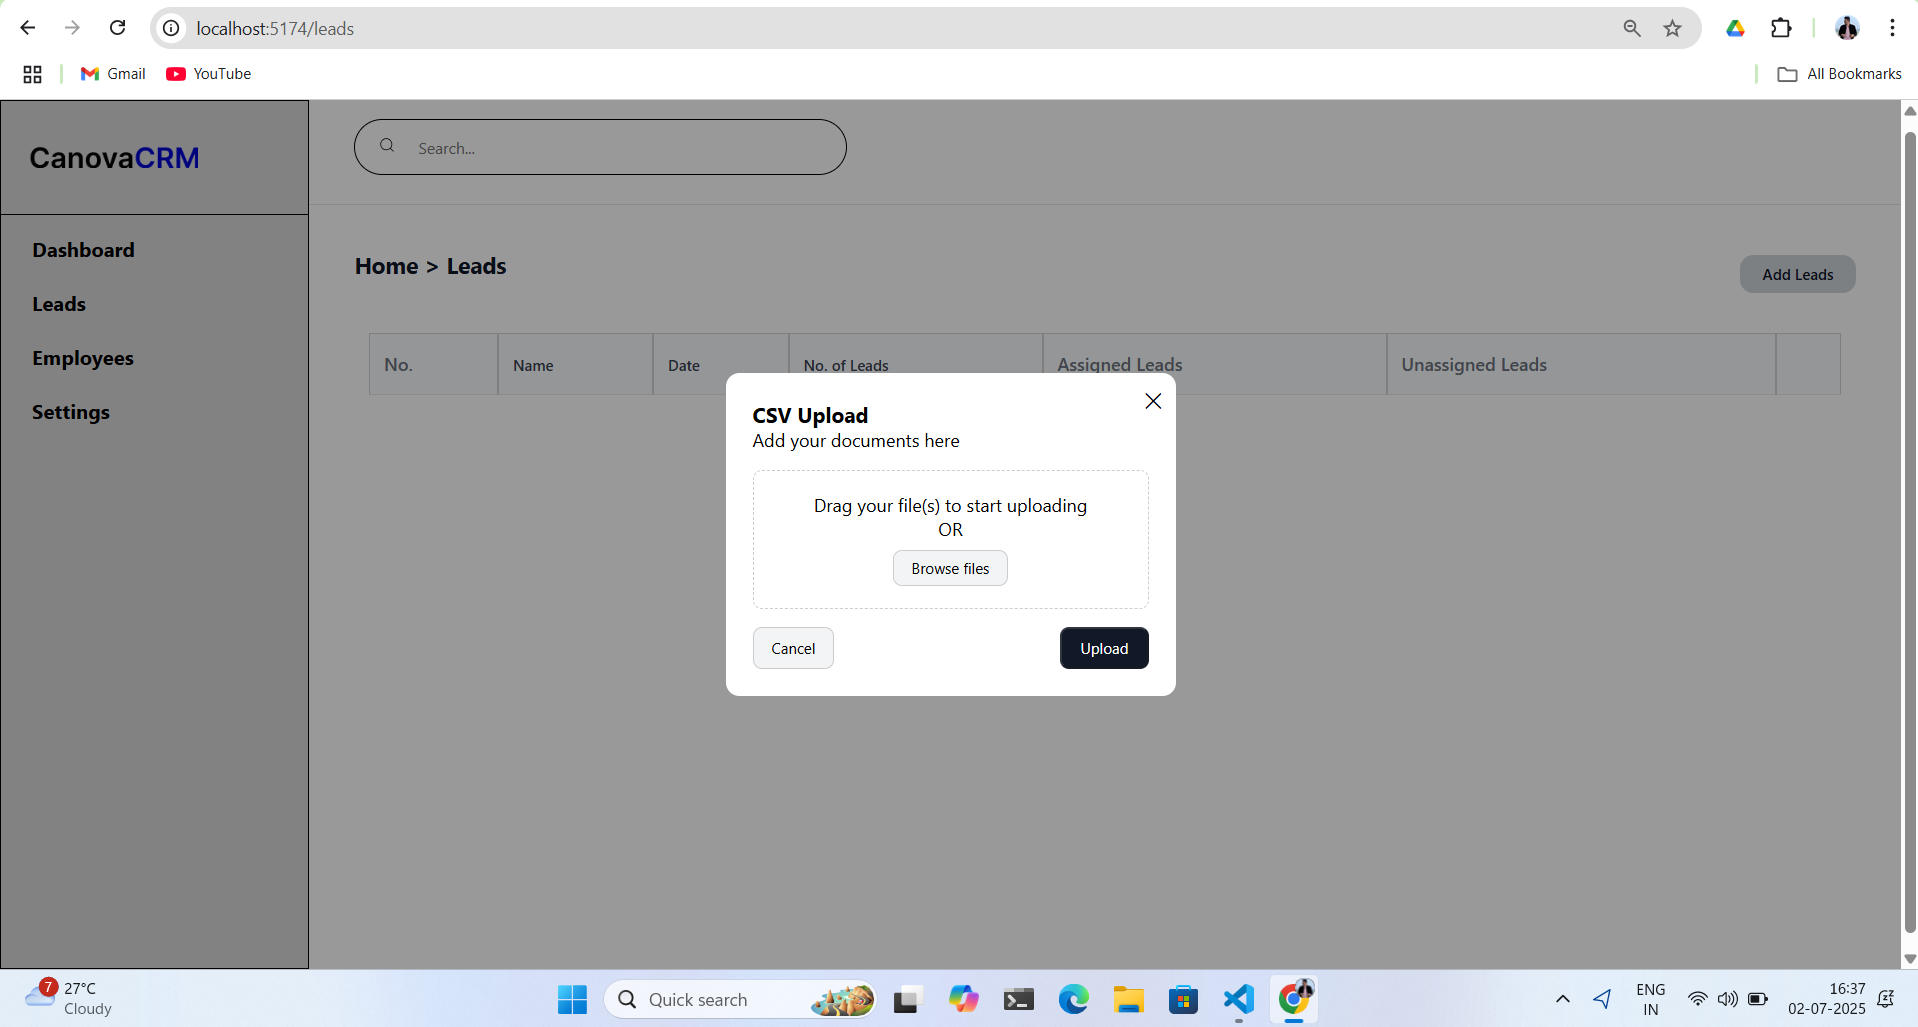 localhost:5174/leads
Gmail
YouTube
All Bookmarks
CanovaCRM
Search...
Dashboard
Leads
Employees
Settings
Home > Leads
Add Leads
No.
Name
Date
No. of Leads
Assigned Leads
Unassigned Leads
CSV Upload
Add your documents here
Drag your file(s) to start uploading
OR
Browse files
Cancel
Upload
7
27°C
Cloudy
Quick search
ENG
IN
16:37
02-07-2025